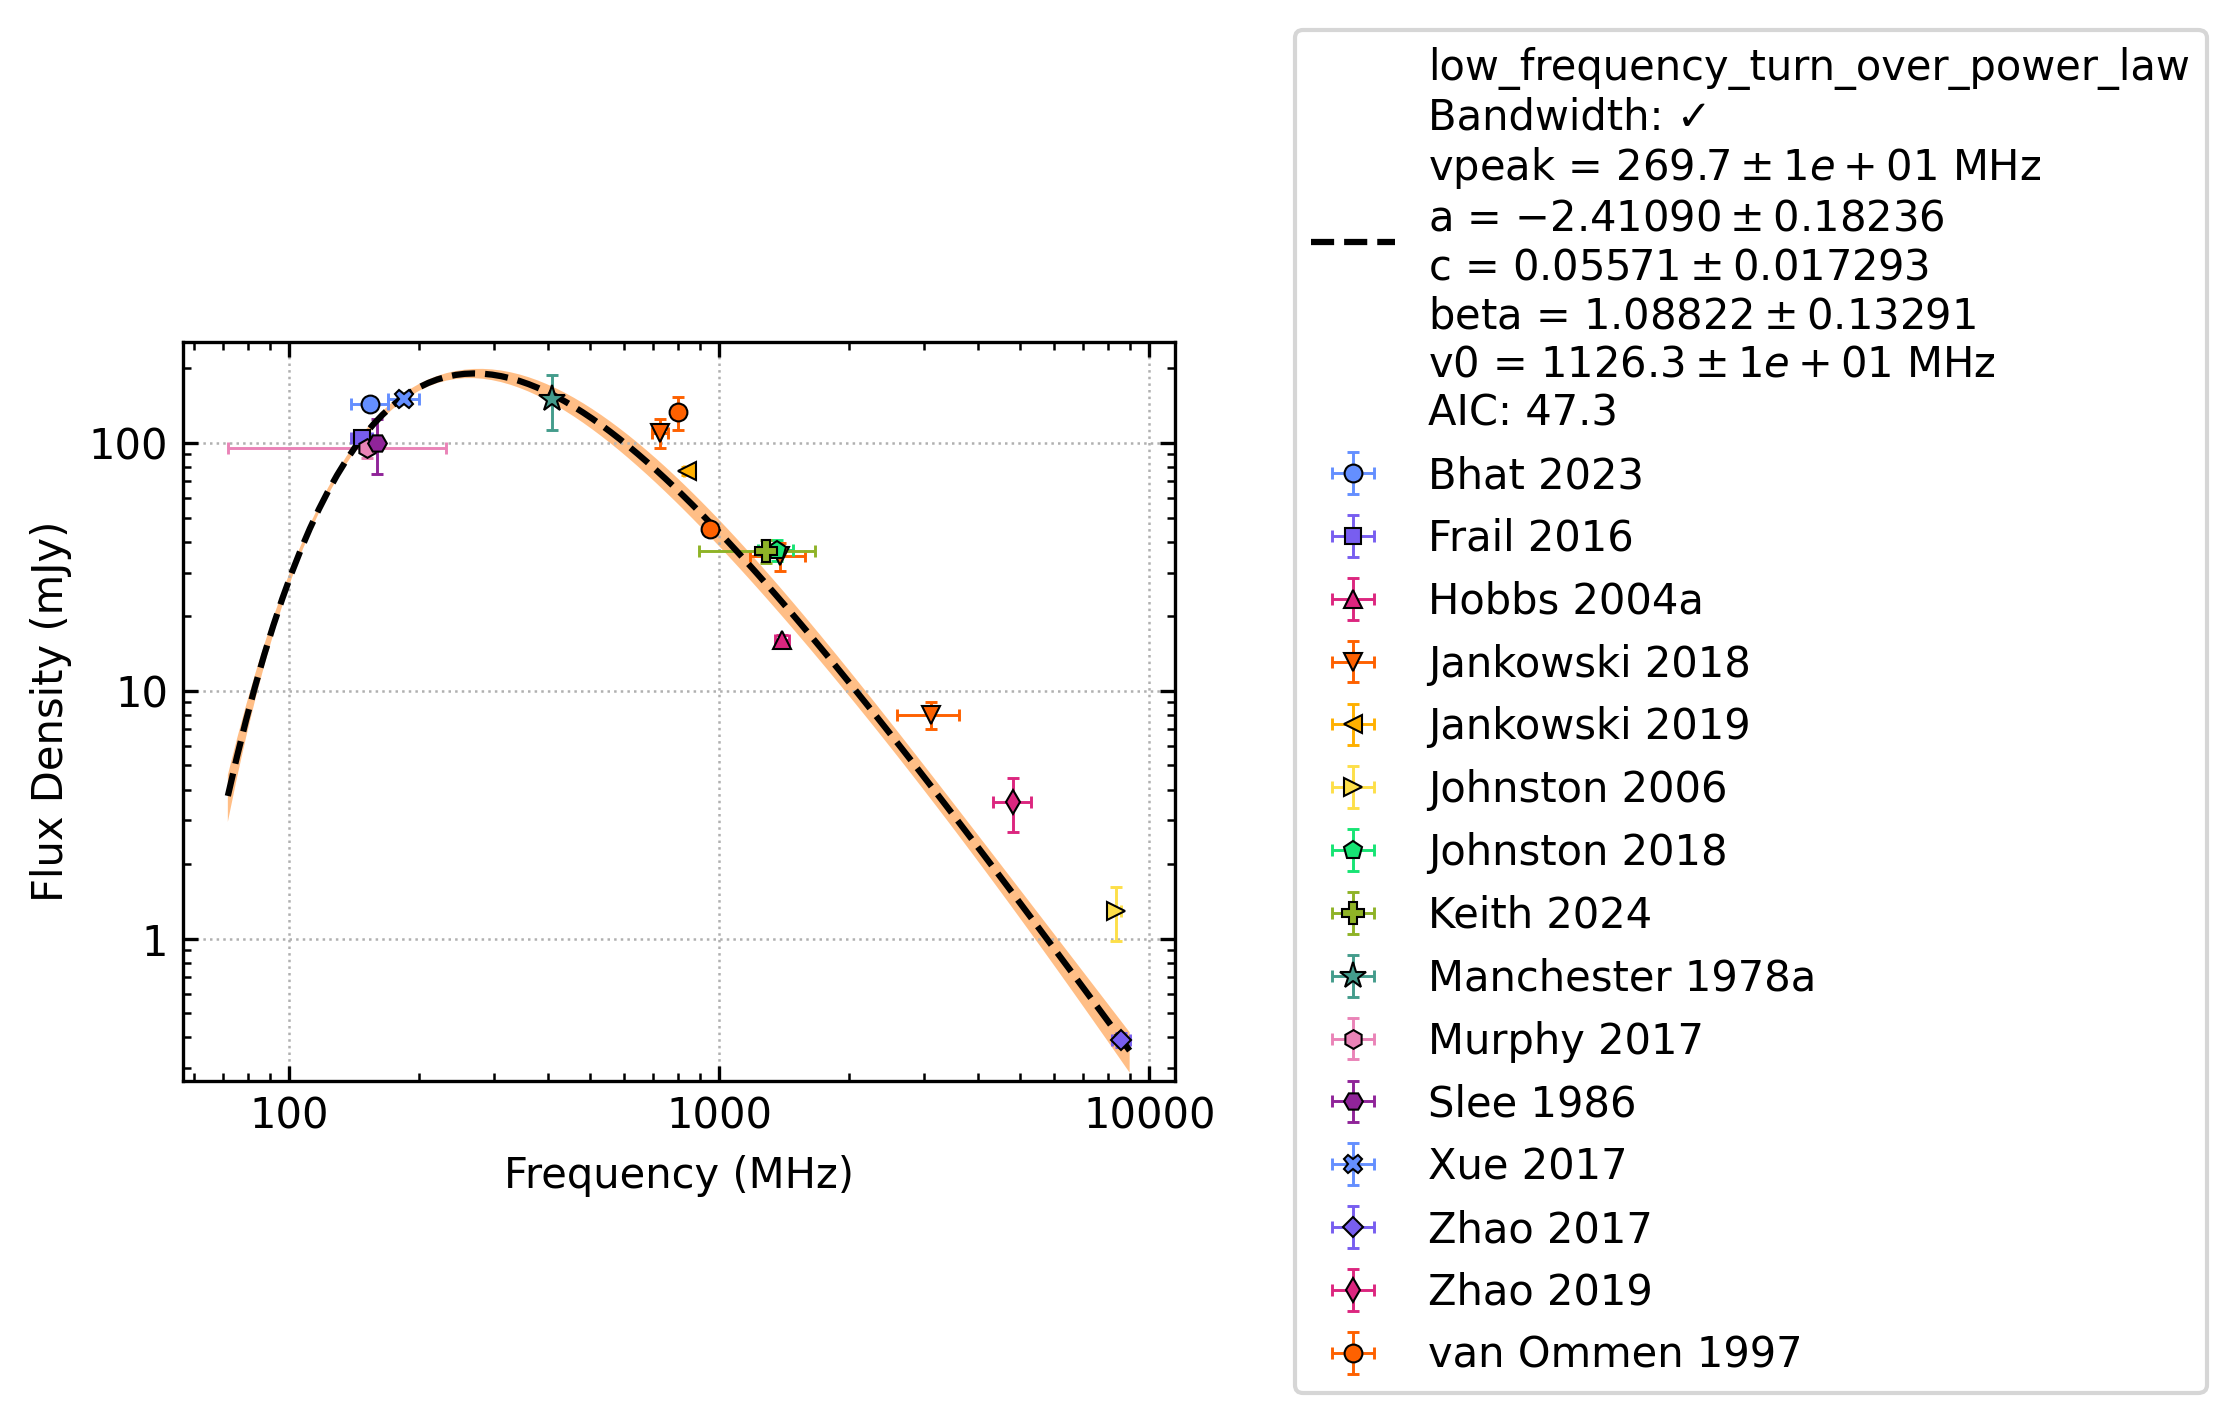 low_frequency_turn_over_power_law
Bandwidth: ✓
vpeak = 269.7 ± 1e + 01 MHz
a = −2.41090 ± 0.18236
c = 0.05571 ± 0.017293
beta = 1.08822 ± 0.13291
v0 = 1126.3 ± 1e + 01 MHz
AIC: 47.3
Bhat 2023
Frail 2016
Hobbs 2004a
Jankowski 2018
Jankowski 2019
Johnston 2006
Johnston 2018
Keith 2024
Manchester 1978a
Murphy 2017
Slee 1986
Xue 2017
Zhao 2017
Zhao 2019
van Ommen 1997
Flux Density (mJy)
100
10
1
100
1000
10000
Frequency (MHz)